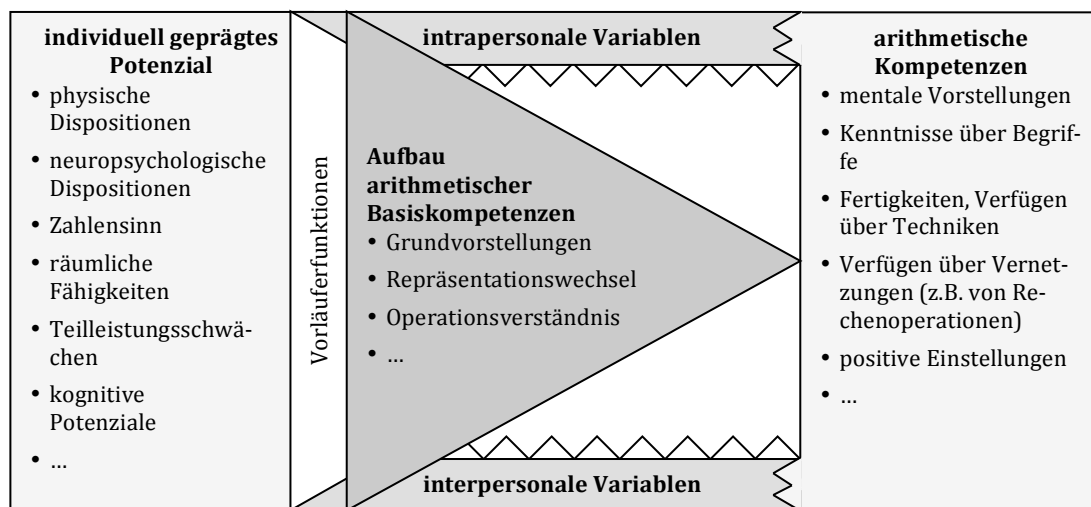 individuell geprägtes
Potenzial
• physische
Dispositionen
• neuropsychologische
Dispositionen
• Zahlensinn
• räumliche
Fähigkeiten
• Teilleistungsschwä-
chen
• kognitive
Potenziale
• …
Vorläuferfunktionen
intrapersonale Variablen
Aufbau
arithmetischer
Basiskompetenzen
• Grundvorstellungen
• Repräsentationswechsel
• Operationsverständnis
• …
interpersonale Variablen
arithmetische
Kompetenzen
• mentale Vorstellungen
• Kenntnisse über Begrif-
fe
• Fertigkeiten, Verfügen
über Techniken
• Verfügen über Vernet-
zungen (z.B. von Re-
chenoperationen)
• positive Einstellungen
• …